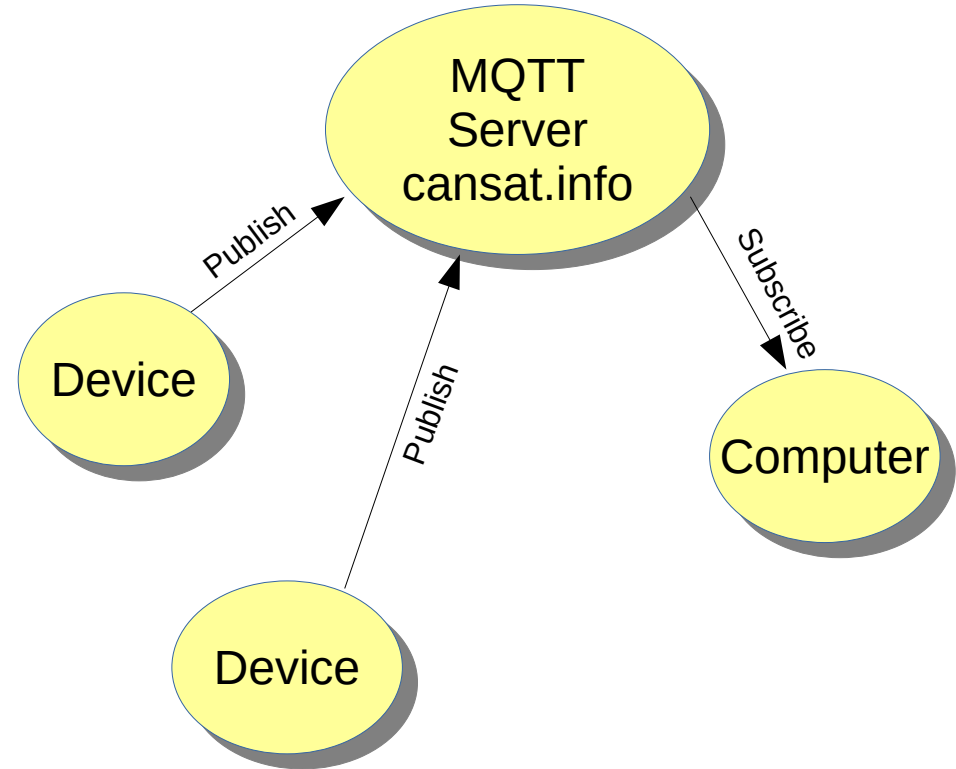 MQTT
Server
cansat.info
Publish
Subscribe
Device
Publish
Computer
Device